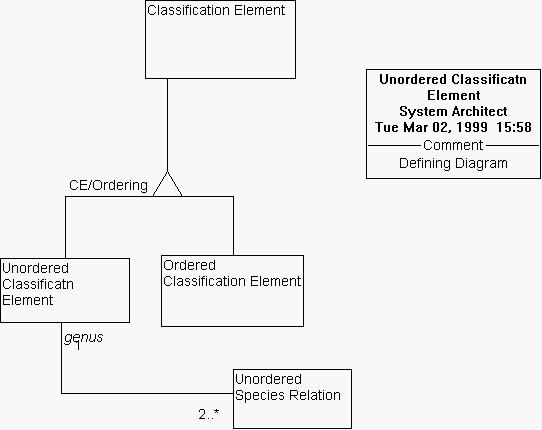 Classification Element
Unordered Classificatn
Element
System Architect
Tue Mar 02, 1999 15:58
Comment
Defining Diagram
CE/Ordering
Unordered
Classificatn
Element
Ordered
Classification Element
genus
1
Unordered
Species Relation
2..*